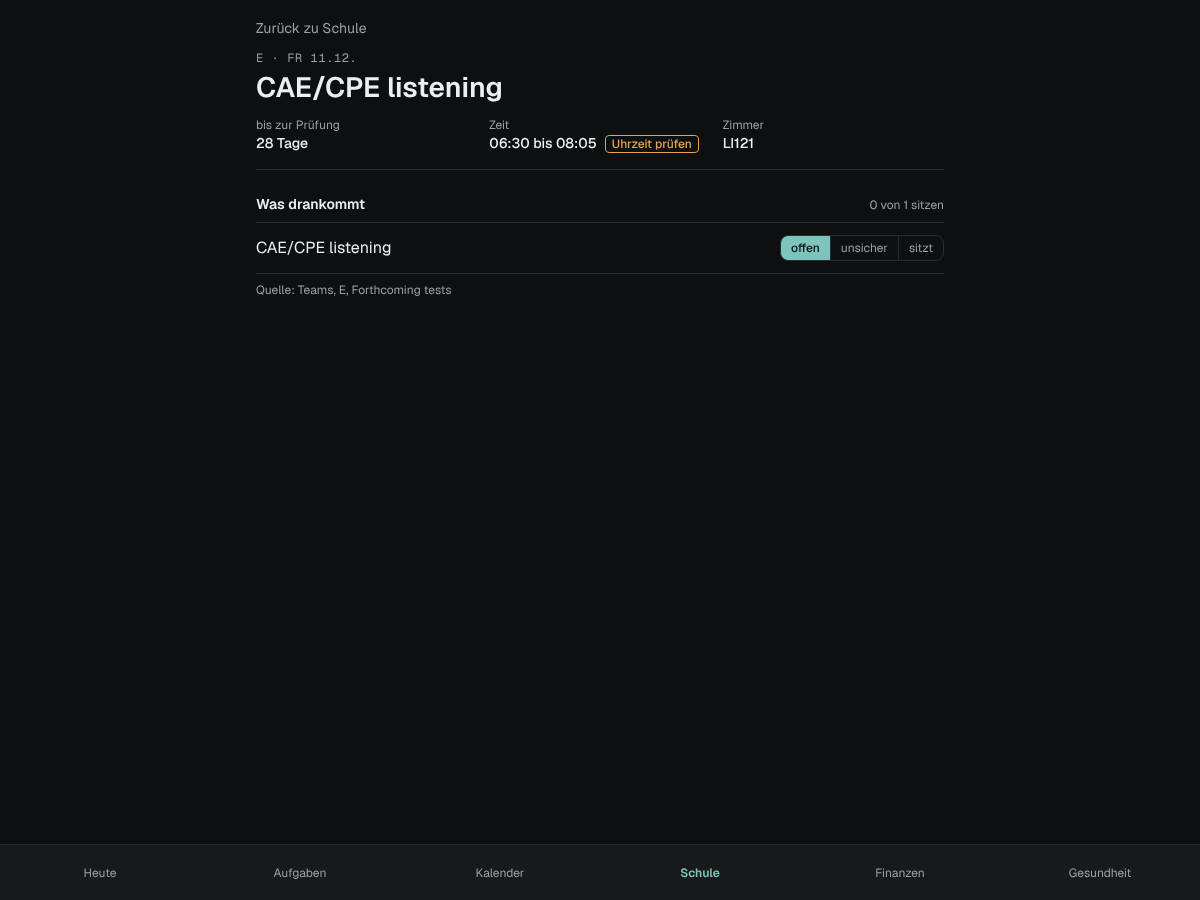 Zurück zu Schule
E · FR 11.12.
CAE/CPE listening
bis zur Prüfung Zeit Zimmer
28 Tage 06:30 bis 08:05 Uhrzeit prüfen LI121
Was drankommt 0 von 1 sitzen
CAE/CPE listening offen unsicher sitzt
Quelle: Teams, E, Forthcoming tests
Heute Aufgaben Kalender Schule Finanzen Gesundheit